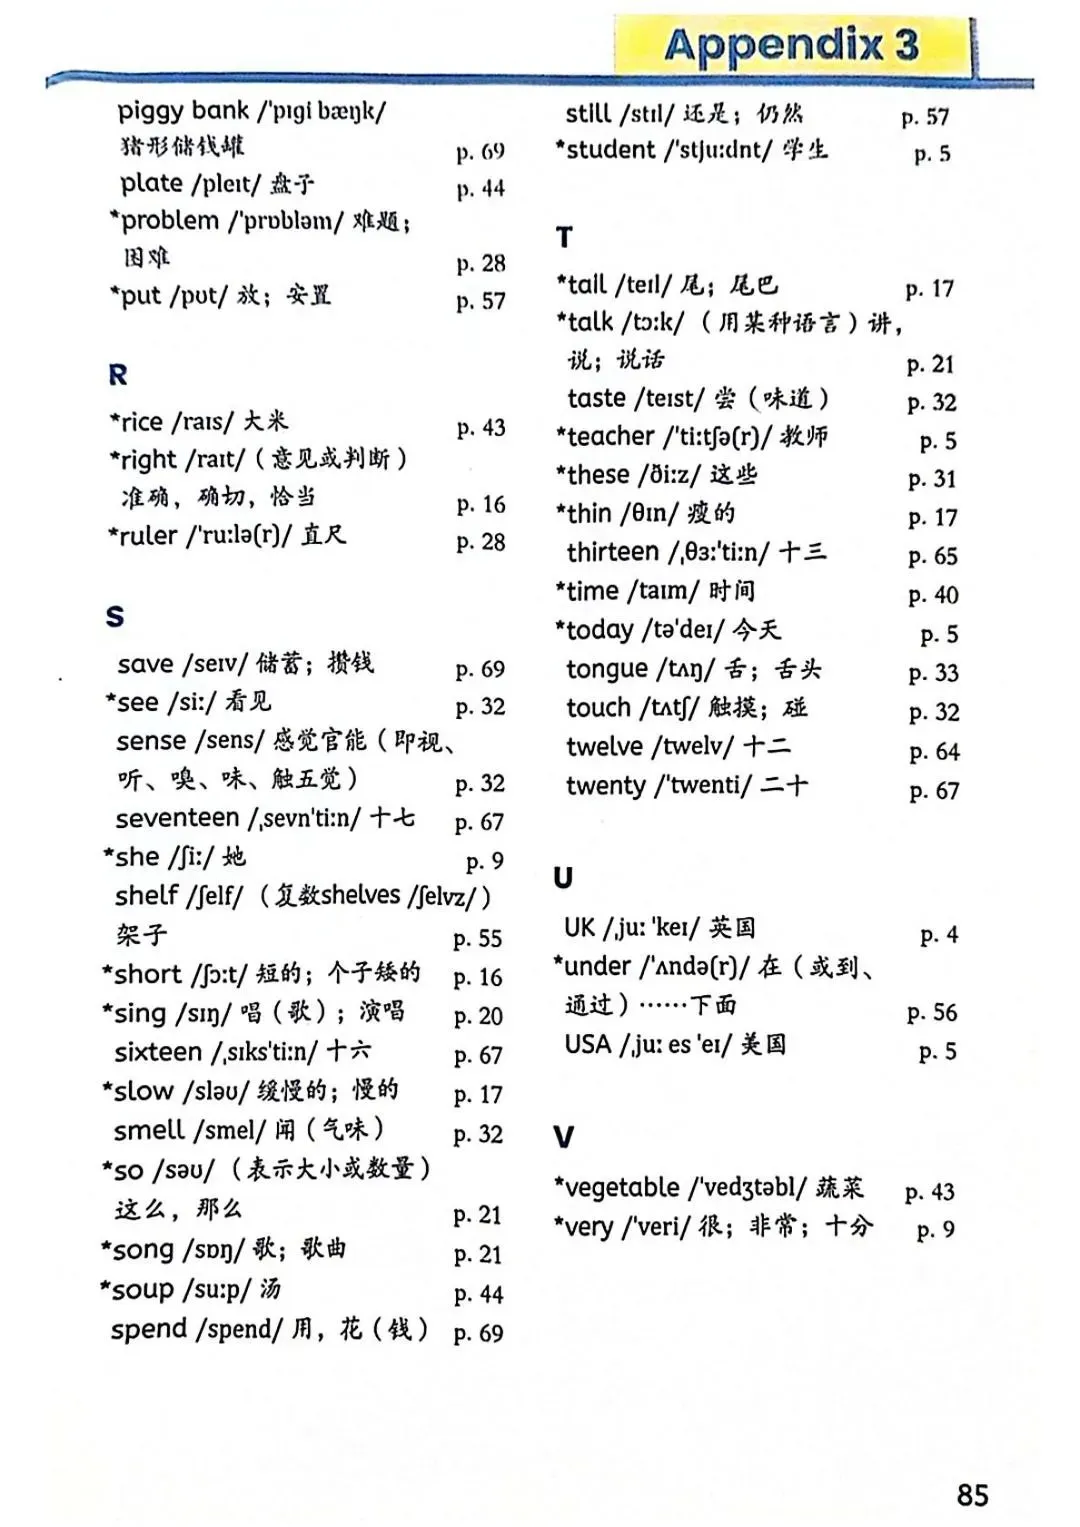 Appendix 3
piggy bank /'pɪgi bæŋk/
猪形储钱罐 p. 69
plate /pleɪt/ 盘子 p. 44
*problem /'prɒbləm/ 难题；
困难 p. 28
*put /pʊt/ 放；安置 p. 57
R
*rice /raɪs/ 大米 p. 43
*right /raɪt/（意见或判断）
准确，确切，恰当 p. 16
*ruler /'ru:lə(r)/ 直尺 p. 28
S
save /seɪv/ 储蓄；攒钱 p. 69
*see /si:/ 看见 p. 32
sense /sens/ 感觉官能（即视、
听、嗅、味、触五觉） p. 32
seventeen /ˌsevn'ti:n/ 十七 p. 67
*she /ʃi:/ 她 p. 9
shelf /ʃelf/（复数shelves /ʃelvz/）
架子 p. 55
*short /ʃɔ:t/ 短的；个子矮的 p. 16
*sing /sɪŋ/ 唱（歌）；演唱 p. 20
sixteen /ˌsɪks'ti:n/ 十六 p. 67
*slow /sləʊ/ 缓慢的；慢的 p. 17
smell /smel/ 闻（气味） p. 32
*so /səʊ/（表示大小或数量）
这么，那么 p. 21
*song /sɒŋ/ 歌；歌曲 p. 21
*soup /su:p/ 汤 p. 44
spend /spend/ 用，花（钱） p. 69
still /stɪl/ 还是；仍然 p. 57
*student /'stju:dnt/ 学生 p. 5
T
*tail /teɪl/ 尾；尾巴 p. 17
*talk /tɔ:k/（用某种语言）讲，
说；说话 p. 21
taste /teɪst/ 尝（味道） p. 32
*teacher /'ti:tʃə(r)/ 教师 p. 5
*these /ði:z/ 这些 p. 31
*thin /θɪn/ 瘦的 p. 17
thirteen /ˌθɜ:'ti:n/ 十三 p. 65
*time /taɪm/ 时间 p. 40
*today /tə'deɪ/ 今天 p. 5
tongue /tʌŋ/ 舌；舌头 p. 33
touch /tʌtʃ/ 触摸；碰 p. 32
twelve /twelv/ 十二 p. 64
twenty /'twenti/ 二十 p. 67
U
UK /ˌju: 'keɪ/ 英国 p. 4
*under /'ʌndə(r)/ 在（或到、
通过）……下面 p. 56
USA /ˌju: es 'eɪ/ 美国 p. 5
V
*vegetable /'vedʒtəbl/ 蔬菜 p. 43
*very /'veri/ 很；非常；十分 p. 9
85